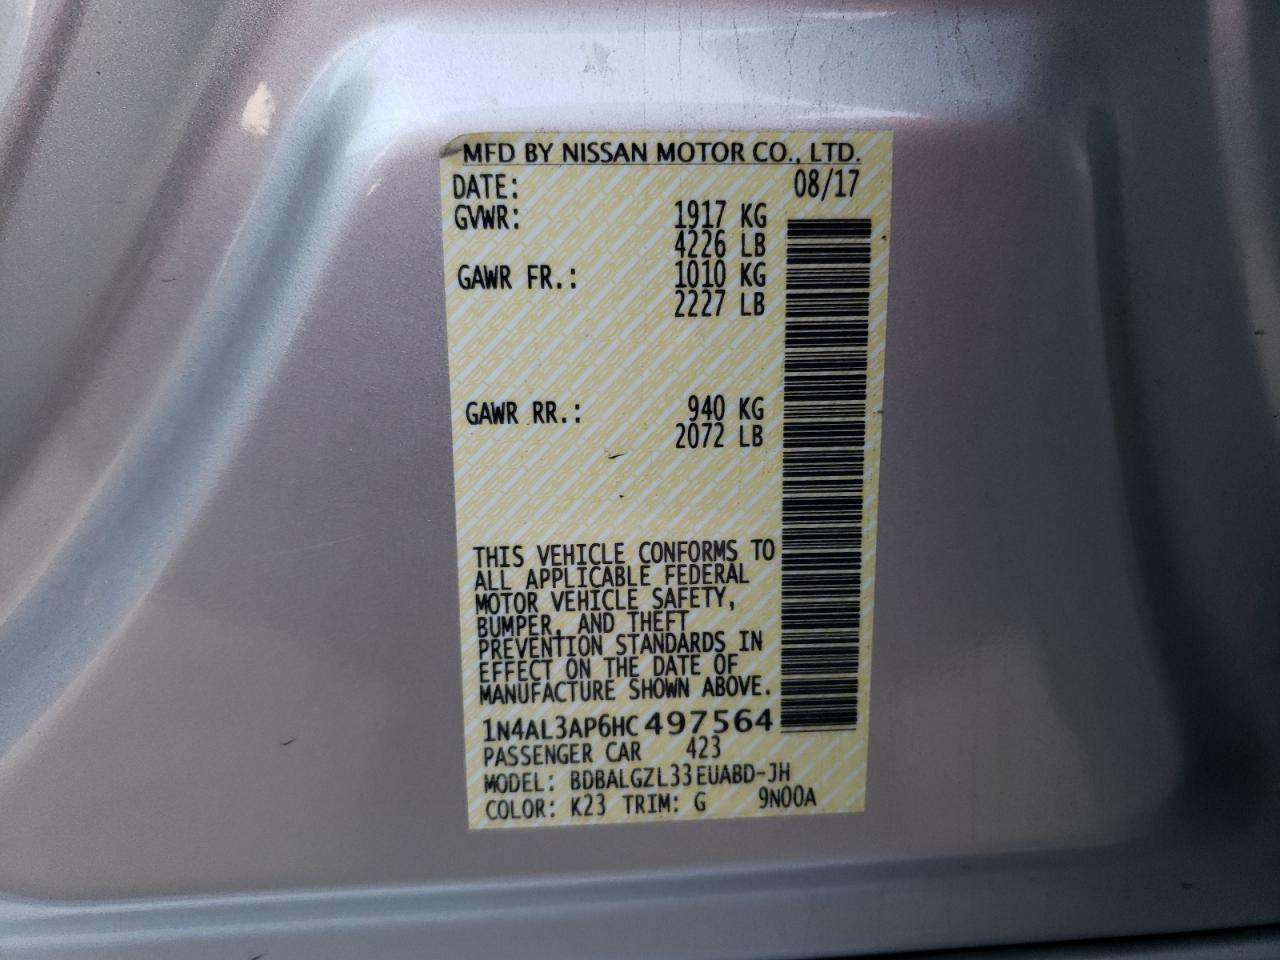 MFD BY NISSAN MOTOR CO., LTD.
DATE: 08/17
GVWR: 1917 KG
4226 LB
GAWR FR.: 1010 KG
2227 LB
GAWR RR.: 940 KG
2072 LB
THIS VEHICLE CONFORMS TO
ALL APPLICABLE FEDERAL
MOTOR VEHICLE SAFETY,
BUMPER, AND THEFT
PREVENTION STANDARDS IN
EFFECT ON THE DATE OF
MANUFACTURE SHOWN ABOVE.
1N4AL3AP6HC497564
PASSENGER CAR 423
MODEL: BDBALGZL33EUABD-JH
COLOR: K23 TRIM: G 9N00A